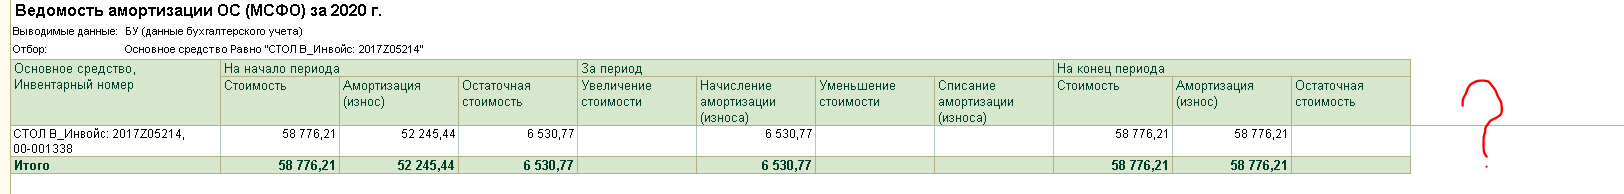 Ведомость амортизации ОС (МСФО) за 2020 г.
Выводимые данные: БУ (данные бухгалтерского учета)
Отбор: Основное средство Равно "СТОЛ В_Инвойс: 2017Z05214"
Основное средство, Инвентарный номер На начало периода За период На конец периода
Стоимость Амортизация (износ) Остаточная стоимость Увеличение стоимости Начисление амортизации (износа) Уменьшение стоимости Списание амортизации (износа) Стоимость Амортизация (износ) Остаточная стоимость
СТОЛ В_Инвойс: 2017Z05214, 58 776,21 52 245,44 6 530,77 6 530,77 58 776,21 58 776,21
00-001338
Итого 58 776,21 52 245,44 6 530,77 6 530,77 58 776,21 58 776,21
?